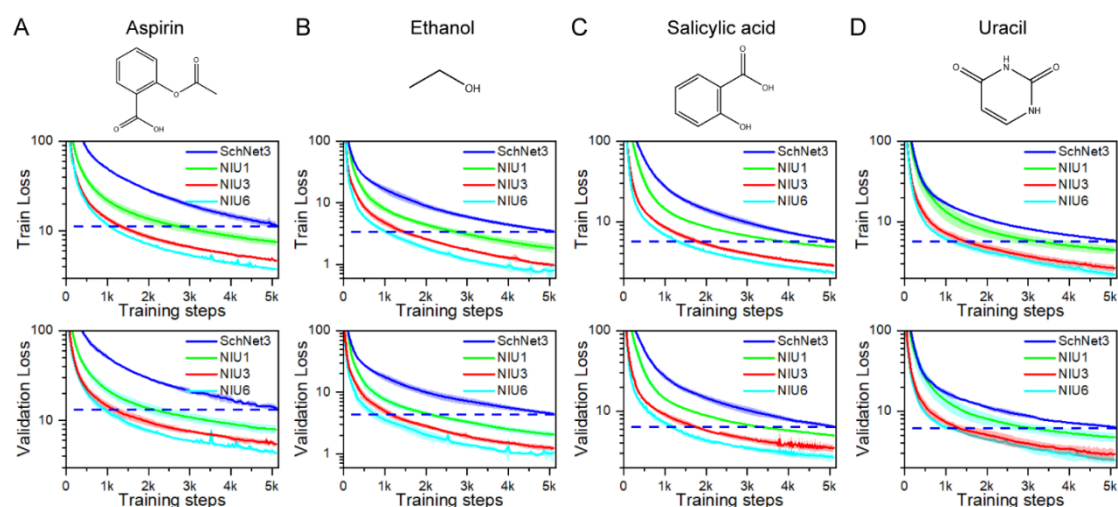 A Aspirin B Ethanol C Salicylic acid D Uracil
O O O OH
OH
O OH OH
O NH O NH
100 10
Train Loss
SchNet3
NIU1
NIU3
NIU6
0 1k 2k 3k 4k 5k
Training steps
100 10 1
Train Loss
SchNet3
NIU1
NIU3
NIU6
0 1k 2k 3k 4k 5k
Training steps
100 10
Train Loss
SchNet3
NIU1
NIU3
NIU6
0 1k 2k 3k 4k 5k
Training steps
100 10
Train Loss
SchNet3
NIU1
NIU3
NIU6
0 1k 2k 3k 4k 5k
Training steps
100 10
Validation Loss
SchNet3
NIU1
NIU3
NIU6
0 1k 2k 3k 4k 5k
Training steps
100 10 1
Validation Loss
SchNet3
NIU1
NIU3
NIU6
0 1k 2k 3k 4k 5k
Training steps
100 10
Validation Loss
SchNet3
NIU1
NIU3
NIU6
0 1k 2k 3k 4k 5k
Training steps
100 10
Validation Loss
SchNet3
NIU1
NIU3
NIU6
0 1k 2k 3k 4k 5k
Training steps